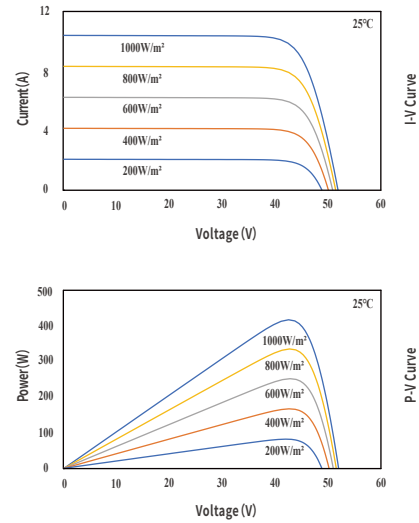 12
25℃
1000W/m²
800W/m²
8
600W/m²
Current(A)
I-V Curve
4
400W/m²
200W/m²
0
0 10 20 30 40 50 60
Voltage(V)
500
25℃
400
1000W/m²
300
800W/m²
Power(W)
P-V Curve
600W/m²
200
400W/m²
100
200W/m²
0
0 10 20 30 40 50 60
Voltage(V)